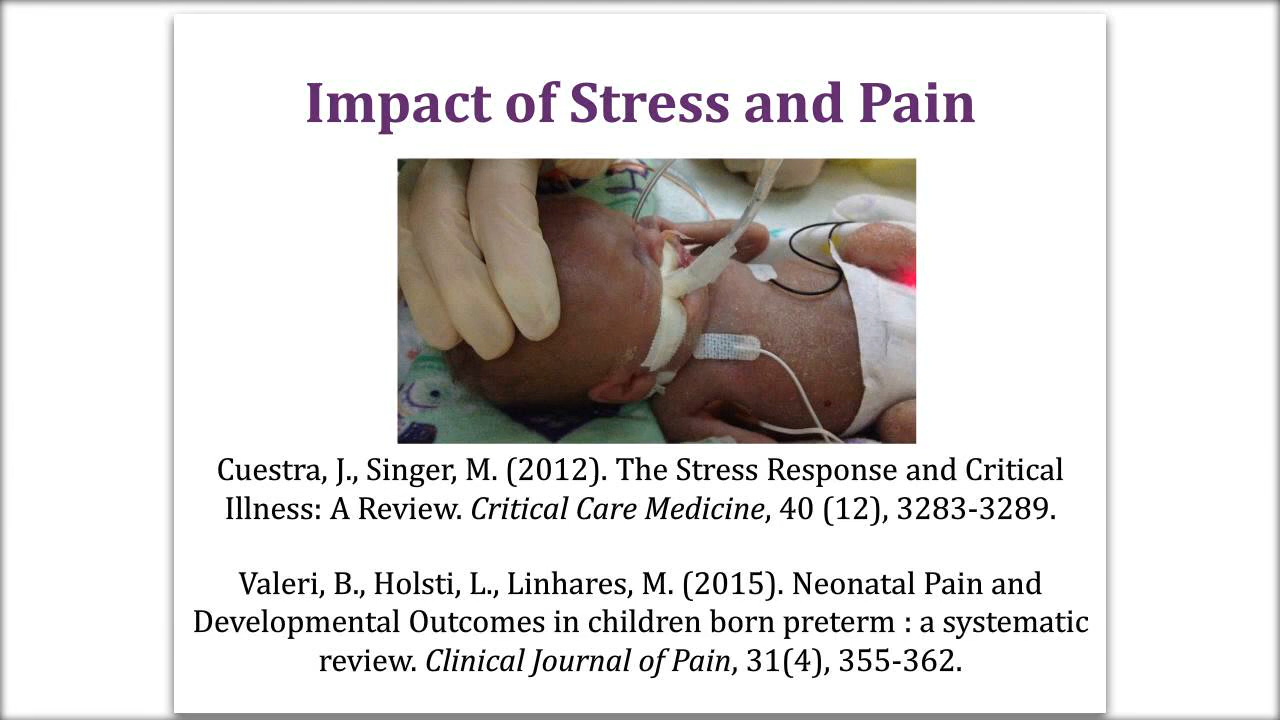 Impact of Stress and Pain
Cuestra, J., Singer, M. (2012). The Stress Response and Critical
Illness: A Review. Critical Care Medicine, 40 (12), 3283-3289.
Valeri, B., Holsti, L., Linhares, M. (2015). Neonatal Pain and
Developmental Outcomes in children born preterm : a systematic
review. Clinical Journal of Pain, 31(4), 355-362.